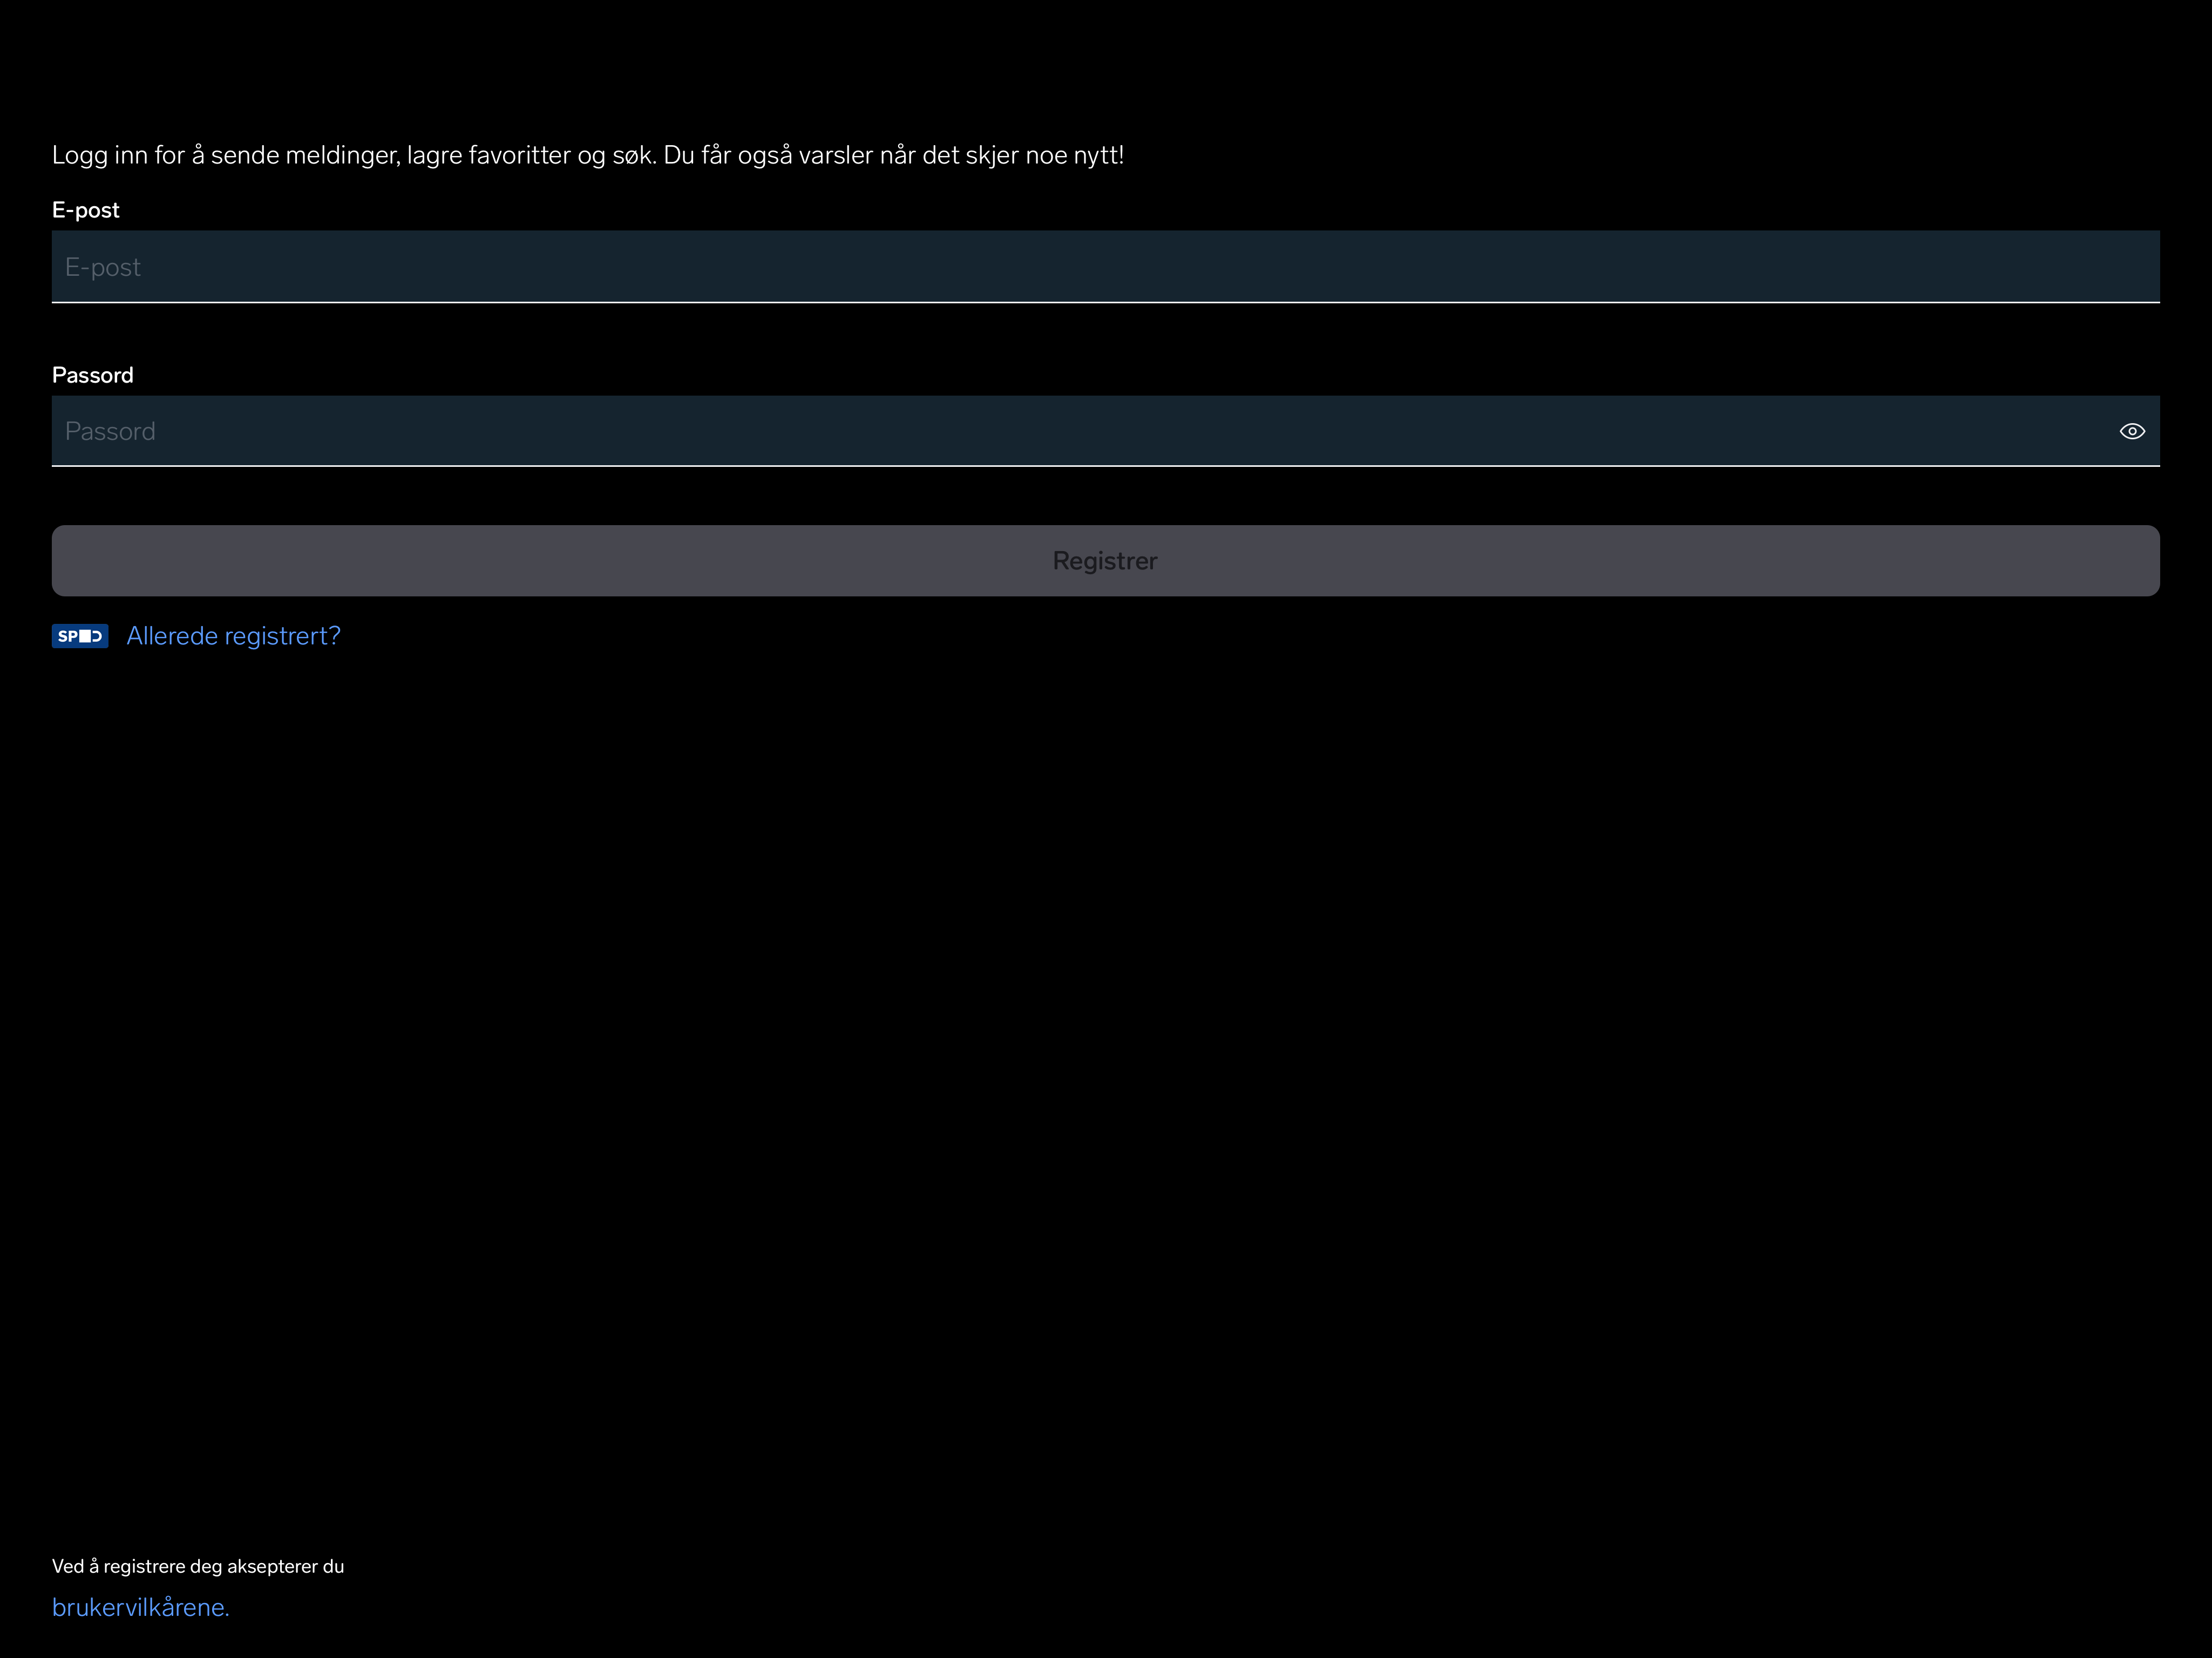 Logg inn for å sende meldinger, lagre favoritter og søk. Du får også varsler når det skjer noe nytt!
E-post
E-post
Passord
Passord
Registrer
Allerede registrert?
Ved å registrere deg aksepterer du
brukervilkårene.